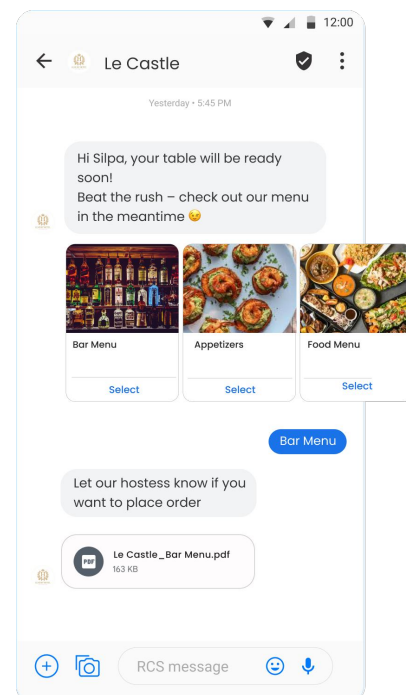 12:00
Le Castle
Yesterday • 5:45 PM
Hi Silpa, your table will be ready
soon!
Beat the rush – check out our menu
in the meantime 😉
Bar Menu
Appetizers
Food Menu
Select
Select
Select
Bar Menu
Let our hostess know if you
want to place order
PDF
Le Castle_Bar Menu.pdf
163 KB
RCS message